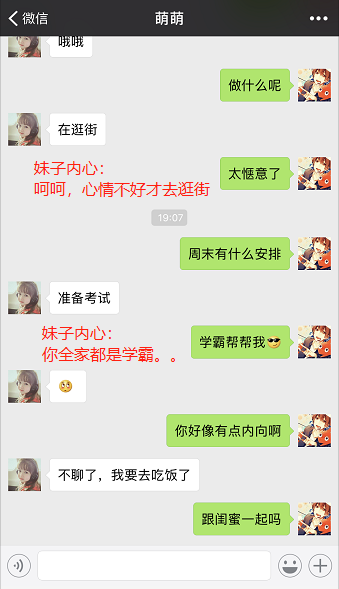 微信
萌萌
哦哦
做什么呢
在逛街
太惬意了
妹子内心：
呵呵，心情不好才去逛街
19:07
周末有什么安排
准备考试
学霸帮帮我
妹子内心：
你全家都是学霸。。
你好像有点内向啊
不聊了，我要去吃饭了
跟闺蜜一起吗